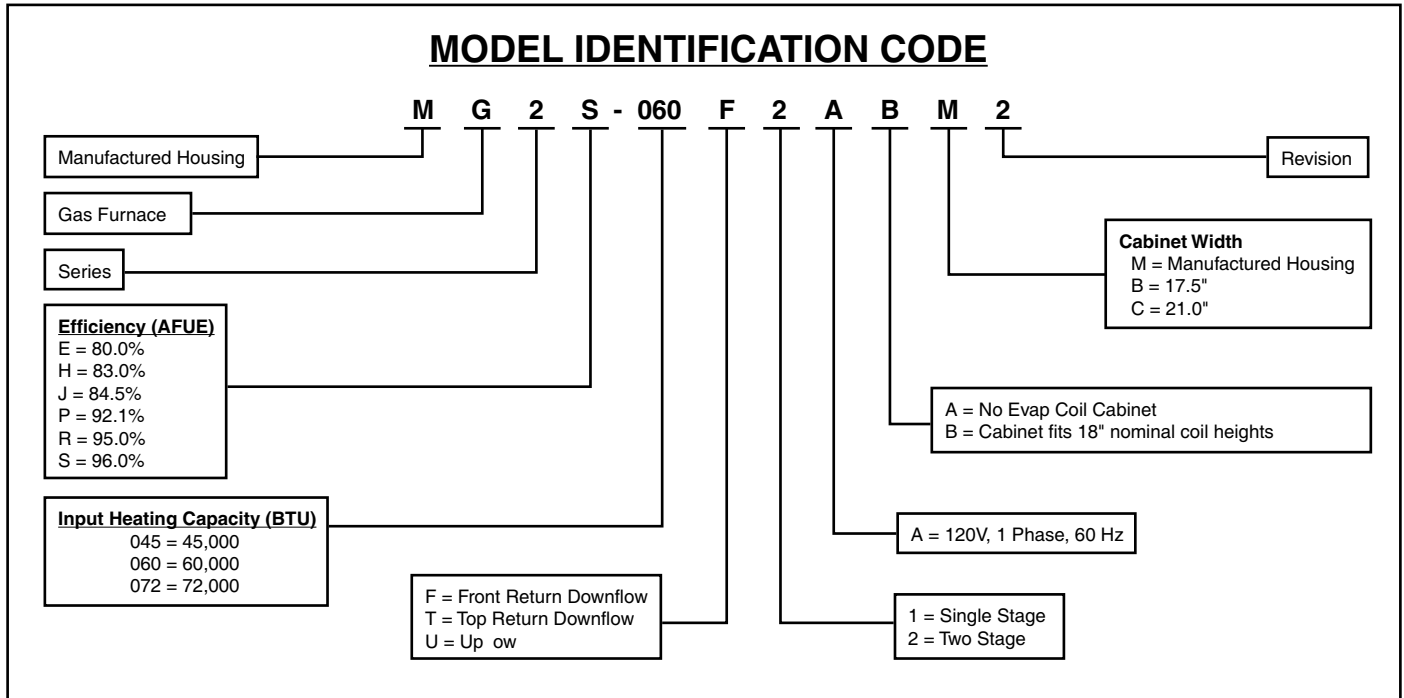 MODEL IDENTIFICATION CODE
M G 2 S - 060 F 2 A B M 2
Manufactured Housing
Gas Furnace
Series
Efficiency (AFUE)
E = 80.0%
H = 83.0%
J = 84.5%
P = 92.1%
R = 95.0%
S = 96.0%
Input Heating Capacity (BTU)
045 = 45,000
060 = 60,000
072 = 72,000
F = Front Return Downflow
T = Top Return Downflow
U = Up ow
1 = Single Stage
2 = Two Stage
A = 120V, 1 Phase, 60 Hz
A = No Evap Coil Cabinet
B = Cabinet fits 18" nominal coil heights
Cabinet Width
M = Manufactured Housing
B = 17.5"
C = 21.0"
Revision